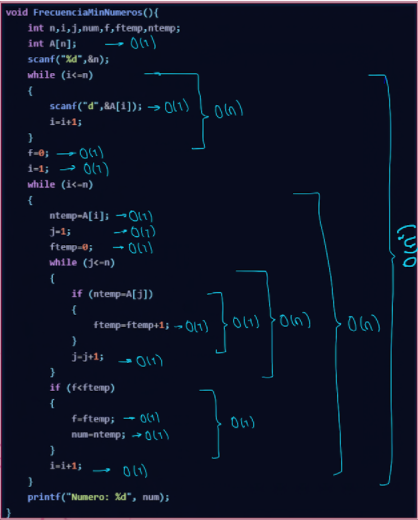 void FrecuenciaMinNumeros(){
int n,i,j,num,f,ftemp,ntemp;
int A[n]; → O(1)
scanf("%d",&n);
while (i<=n)
{
scanf("d",&A[i]); → O(1) O(n)
i=i+1;
}
f=0; → O(1)
i=1; → O(1)
while (i<=n)
{
ntemp=A[i]; → O(1)
j=1; → O(1)
ftemp=0; → O(1)
while (j<=n)
{
if (ntemp=A[j])
{
ftemp=ftemp+1; → O(1) O(1) O(n) O(n)
}
j=j+1; → O(1)
}
if (f<ftemp)
{
f=ftemp; → O(1) O(1)
num=ntemp; → O(1)
}
i=i+1; → O(1)
}
printf("Numero: %d", num);
}
O(n²)